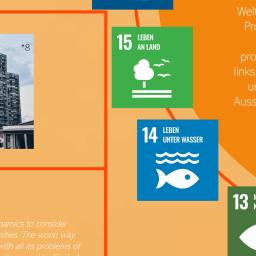 *8
15 LEBEN
AN LAND
14 LEBEN
UNTER WASSER
13
Welt
Pro
pro
links
u
Auss
namics to consider
nities. The worst way
with all its problems of